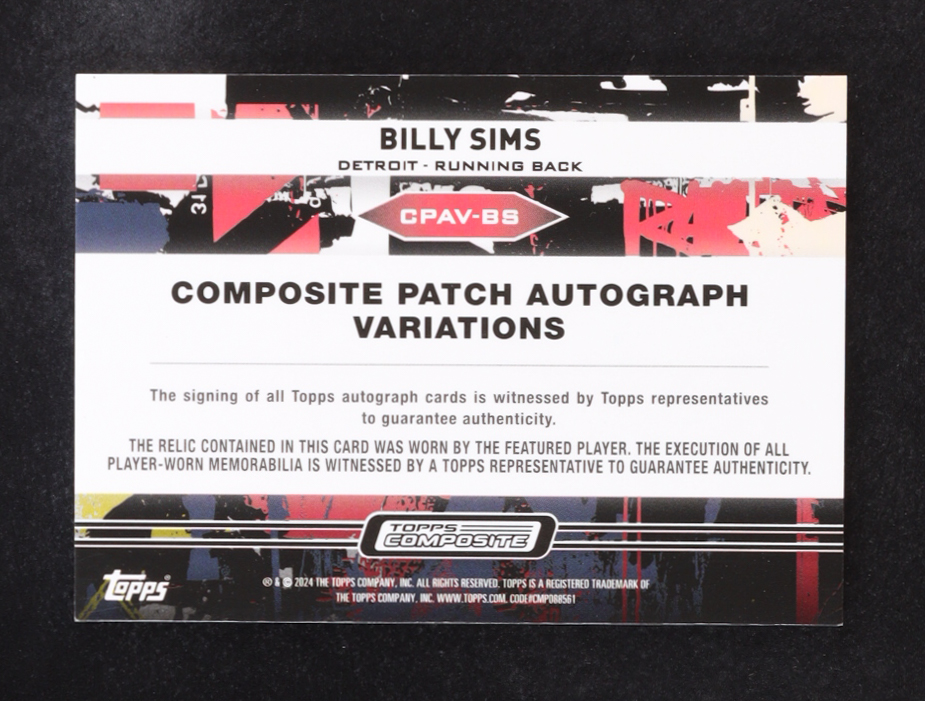 BILLY SIMS
DETROIT - RUNNING BACK
34
CPAV-BS
COMPOSITE PATCH AUTOGRAPH
VARIATIONS
The signing of all Topps autograph cards is witnessed by Topps representatives
to guarantee authenticity.
THE RELIC CONTAINED IN THIS CARD WAS WORN BY THE FEATURED PLAYER. THE EXECUTION OF ALL
PLAYER-WORN MEMORABILIA IS WITNESSED BY A TOPPS REPRESENTATIVE TO GUARANTEE AUTHENTICITY.
TOPPS
COMPOSITE
topps
® & © 2024 THE TOPPS COMPANY, INC. ALL RIGHTS RESERVED. TOPPS IS A REGISTERED TRADEMARK OF
THE TOPPS COMPANY, INC. WWW.TOPPS.COM. CODE#CMP088561